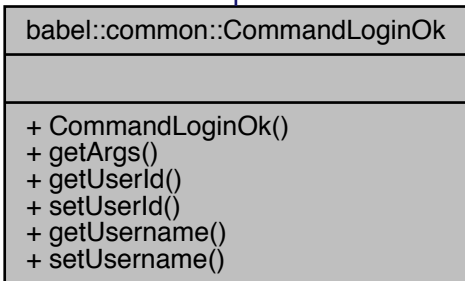 babel::common::CommandLoginOk
+ CommandLoginOk()
+ getArgs()
+ getUserId()
+ setUserId()
+ getUsername()
+ setUsername()